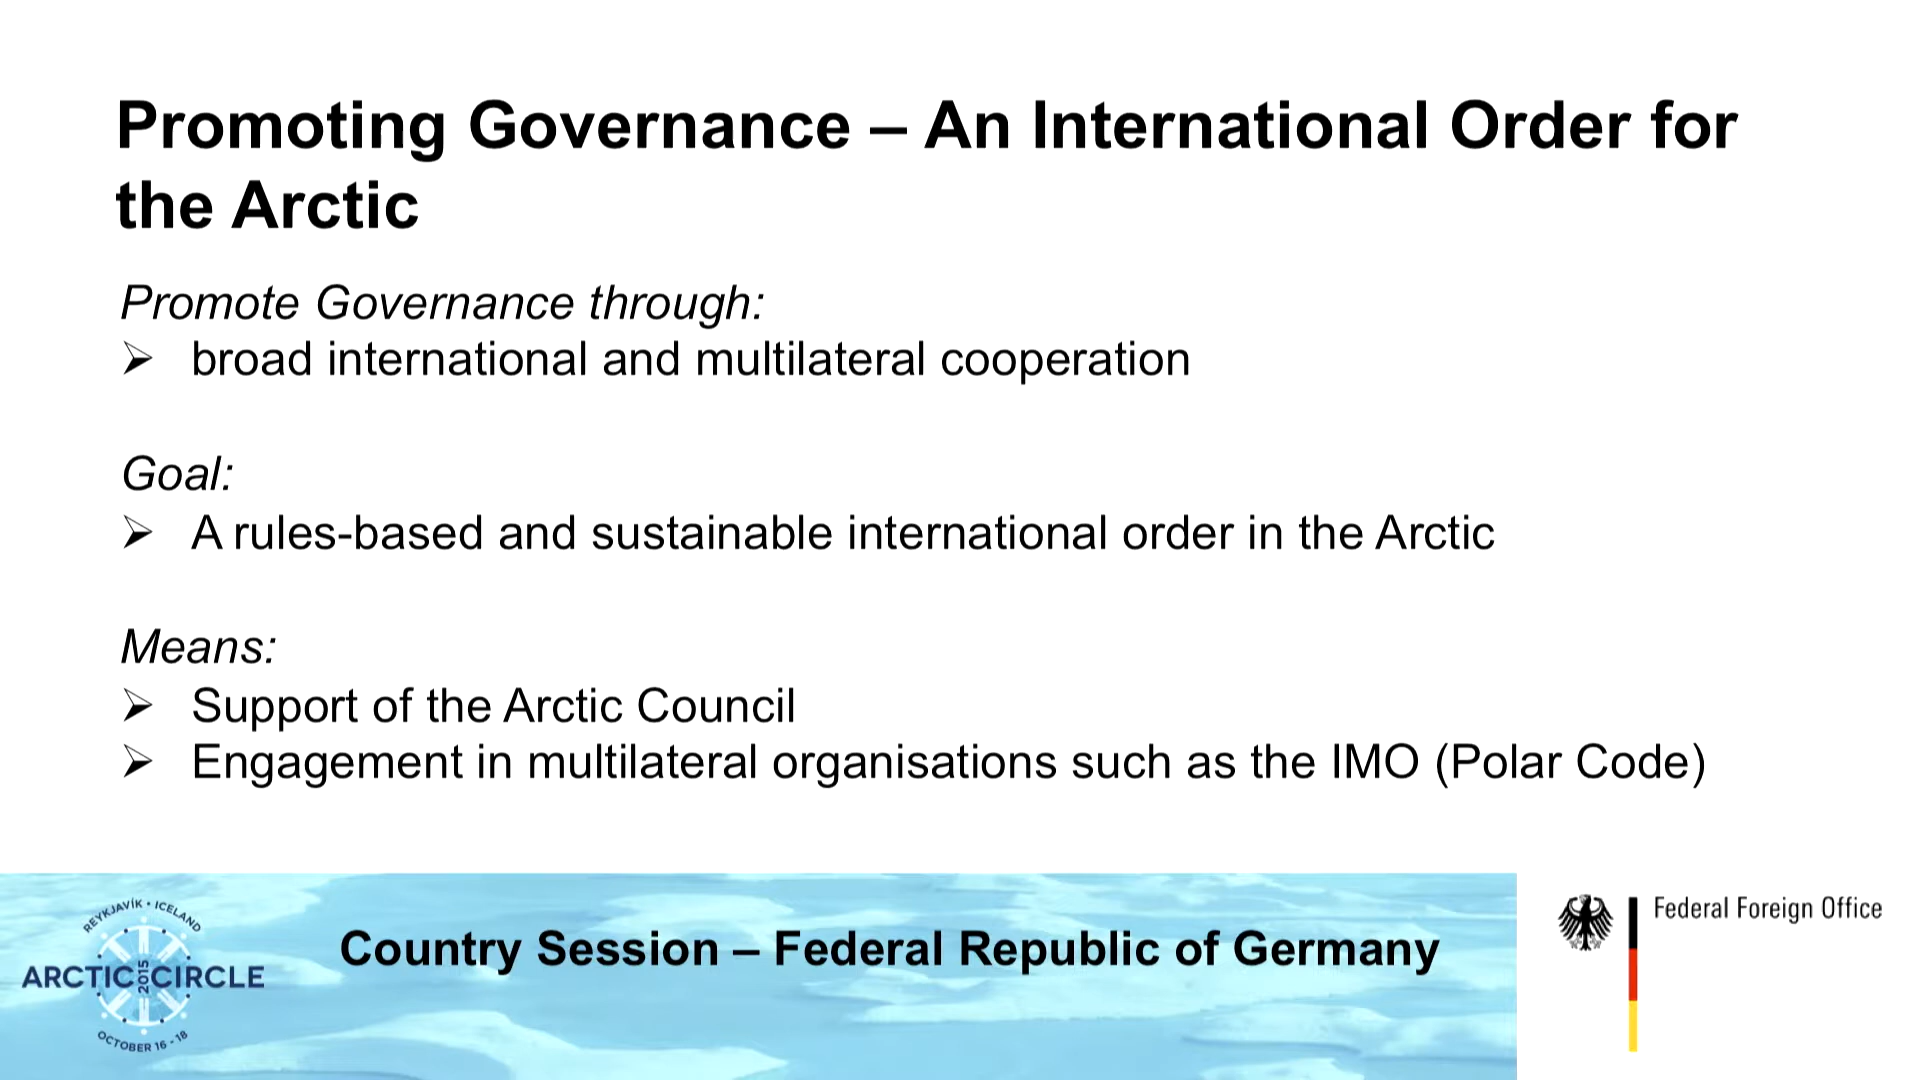 Promoting Governance – An International Order for
the Arctic
Promote Governance through:
➢ broad international and multilateral cooperation
Goal:
➢ A rules-based and sustainable international order in the Arctic
Means:
➢ Support of the Arctic Council
➢ Engagement in multilateral organisations such as the IMO (Polar Code)
REYKJAVÍK • ICELAND
ARCTIC 2015 CIRCLE
OCTOBER 16 - 18
Country Session – Federal Republic of Germany
Federal Foreign Office